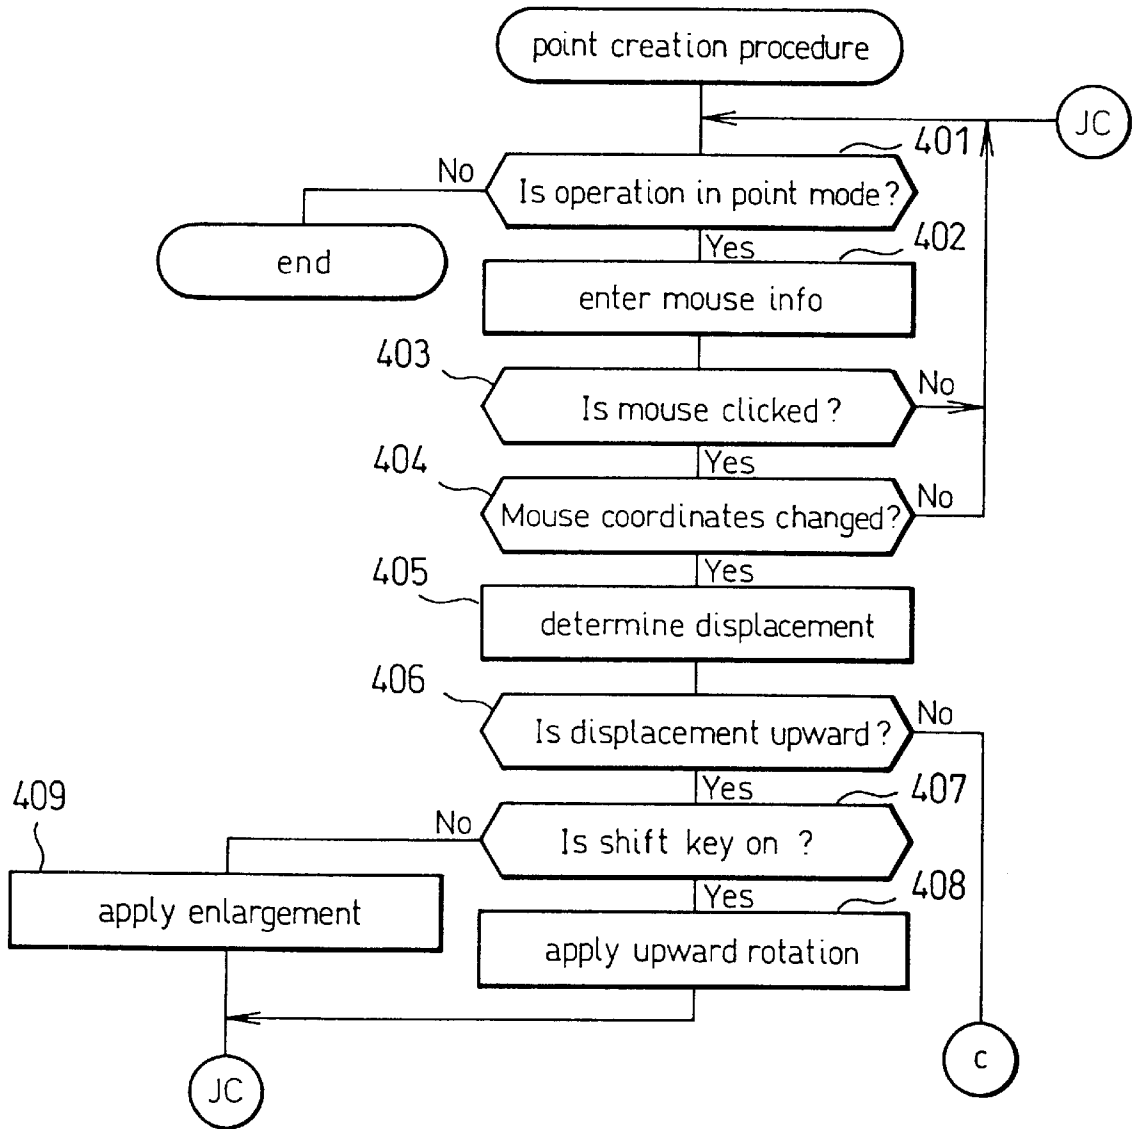 point creation procedure
JC
401
No
Is operation in point mode?
Yes
402
end
enter mouse info
403
No
Is mouse clicked?
Yes
404
No
Mouse coordinates changed?
Yes
405
determine displacement
406
No
Is displacement upward?
Yes
407
409
No
Is shift key on ?
Yes
408
apply enlargement
apply upward rotation
JC
c